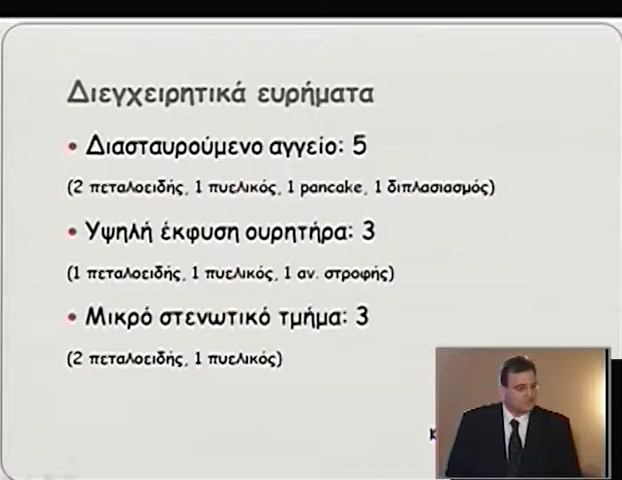 Διεγχειρητικά ευρήματα
• Διασταυρούμενο αγγείο: 5
(2 πεταλοειδής, 1 πυελικός, 1 pancake, 1 διπλασιασμός)
• Υψηλή έκφυση ουρητήρα: 3
(1 πεταλοειδής, 1 πυελικός, 1 αν. στροφής)
• Μικρό στενωτικό τμήμα: 3
(2 πεταλοειδής, 1 πυελικός)